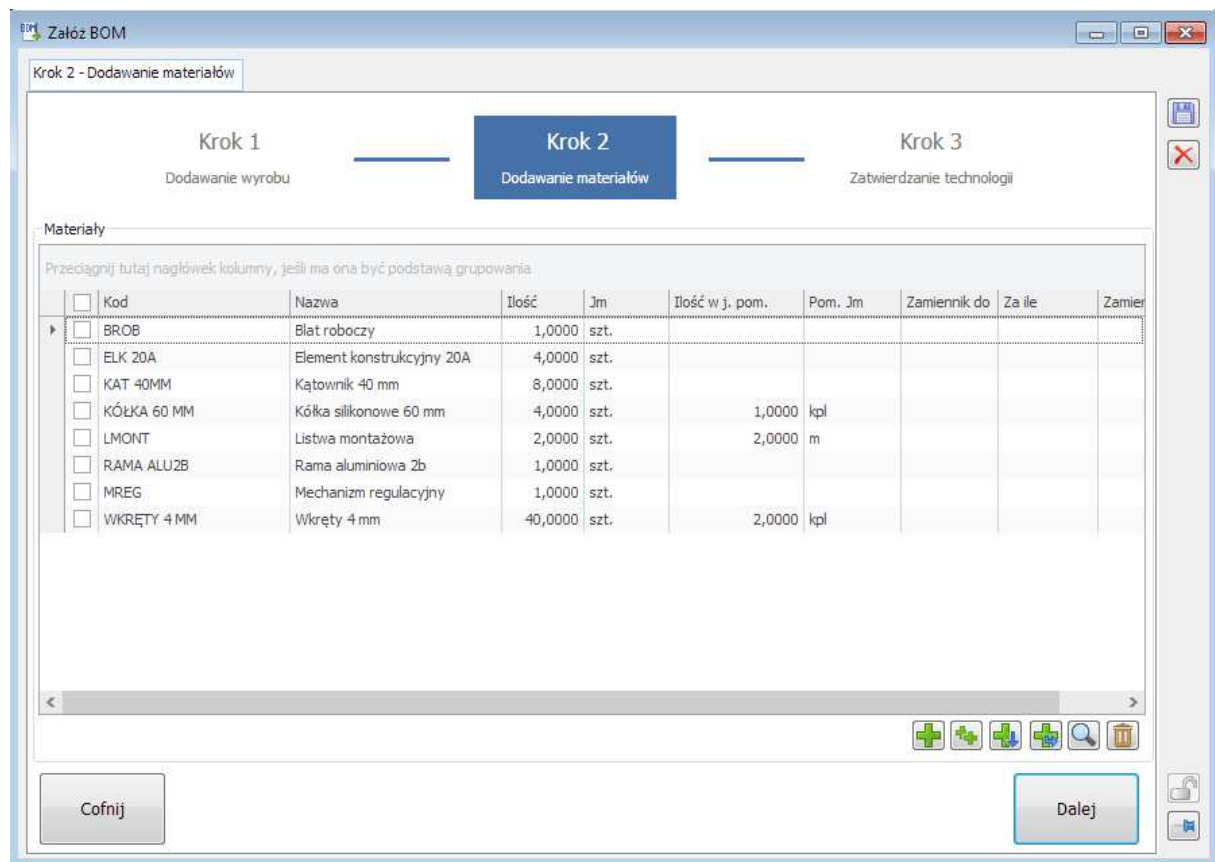 BOM Załóż BOM
Krok 2 - Dodawanie materiałów
Krok 1 Krok 2 Krok 3
Dodawanie wyrobu Dodawanie materiałów Zatwierdzanie technologii
Materiały
Przeciągnij tutaj nagłówek kolumny, jeśli ma ona być podstawą grupowania
Kod Nazwa Ilość Jm Ilość w j. pom. Pom. Jm Zamiennik do Za ile Zamier
BROB Blat roboczy 1,0000 szt.
ELK 20A Element konstrukcyjny 20A 4,0000 szt.
KAT 40MM Kątownik 40 mm 8,0000 szt.
KÓŁKA 60 MM Kółka silikonowe 60 mm 4,0000 szt. 1,0000 kpl
LMONT Listwa montażowa 2,0000 szt. 2,0000 m
RAMA ALU2B Rama aluminiowa 2b 1,0000 szt.
MREG Mechanizm regulacyjny 1,0000 szt.
WKRĘTY 4 MM Wkręty 4 mm 40,0000 szt. 2,0000 kpl
Cofnij Dalej